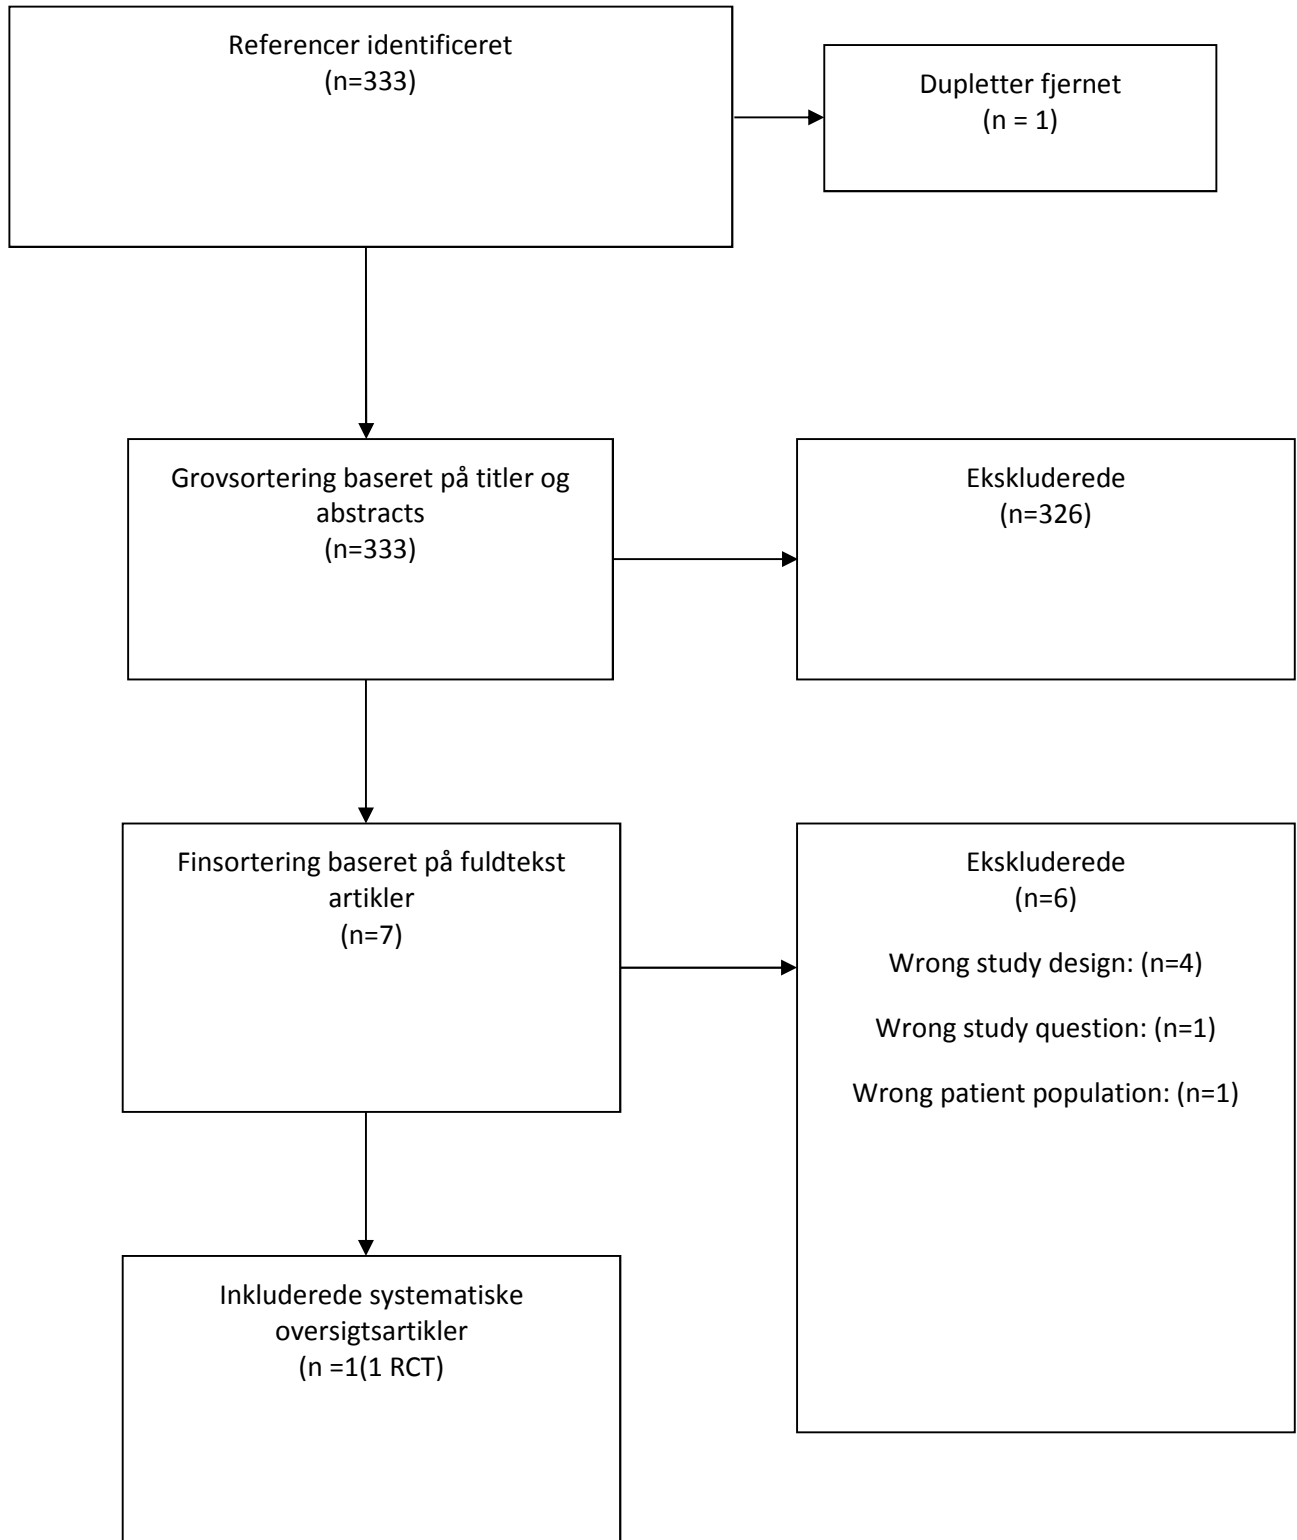 Referencer identificeret
(n=333)
Dupletter fjernet
(n = 1)
Grovsortering baseret på titler og
abstracts
(n=333)
Ekskluderede
(n=326)
Finsortering baseret på fuldtekst
artikler
(n=7)
Ekskluderede
(n=6)
Wrong study design: (n=4)
Wrong study question: (n=1)
Wrong patient population: (n=1)
Inkluderede systematiske
oversigtsartikler
(n =1(1 RCT)